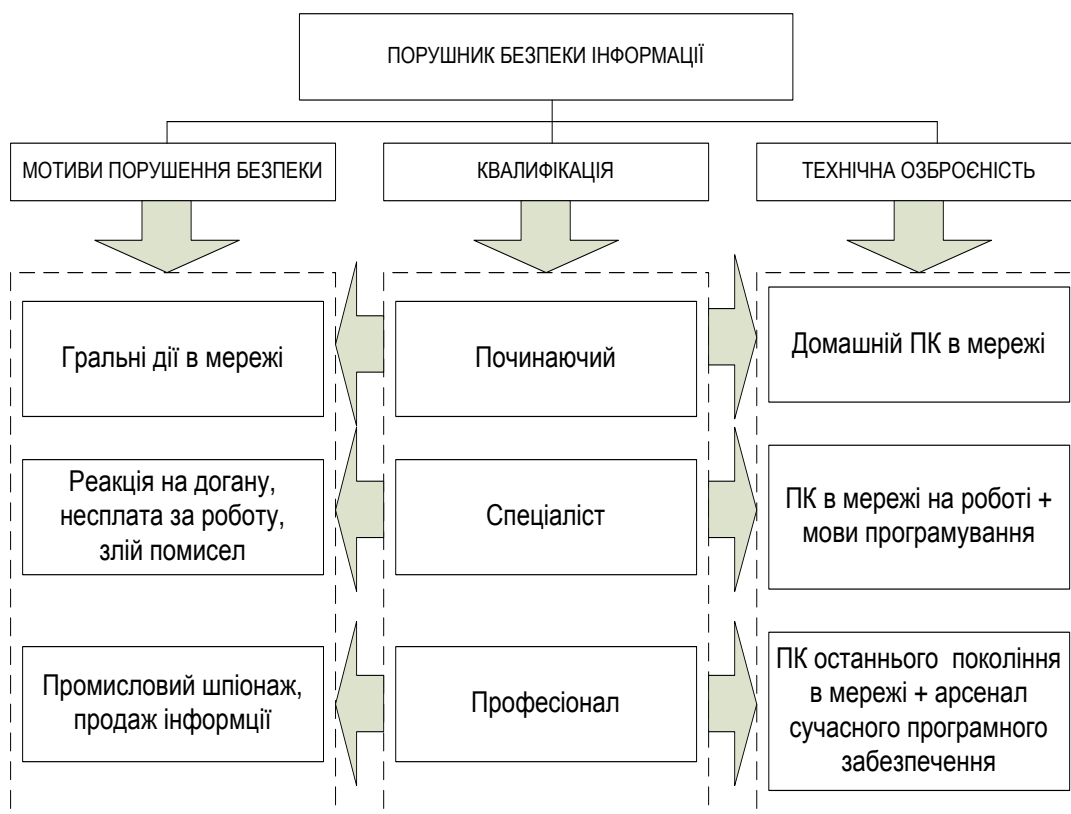 ПОРУШНИК БЕЗПЕКИ ІНФОРМАЦІЇ
МОТИВИ ПОРУШЕННЯ БЕЗПЕКИ
КВАЛИФІКАЦІЯ
ТЕХНІЧНА ОЗБРОЄНІСТЬ
Гральні дії в мережі
Починаючий
Домашній ПК в мережі
Реакція на догану,
несплата за роботу,
злій помисел
Спеціаліст
ПК в мережі на роботі +
мови програмування
Промисловий шпіонаж,
продаж інформції
Професіонал
ПК останнього покоління
в мережі + арсенал
сучасного програмного
забезпечення